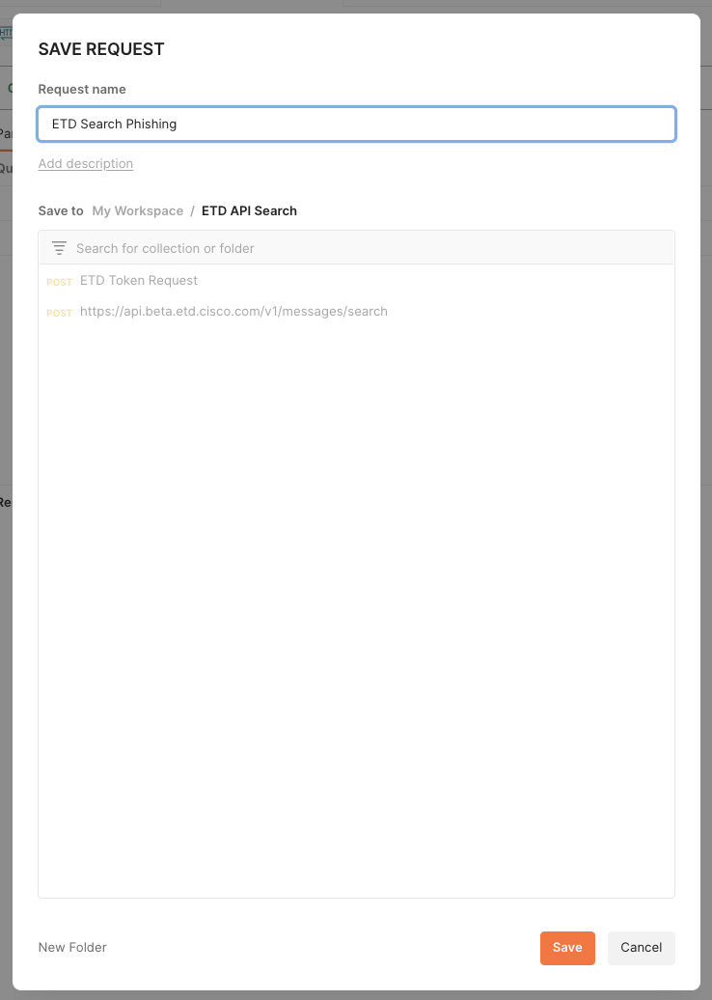 SAVE REQUEST
Request name
ETD Search Phishing
Add description
Save to My Workspace / ETD API Search
Search for collection or folder
POST ETD Token Request
POST https://api.beta.etd.cisco.com/v1/messages/search
New Folder
Save
Cancel